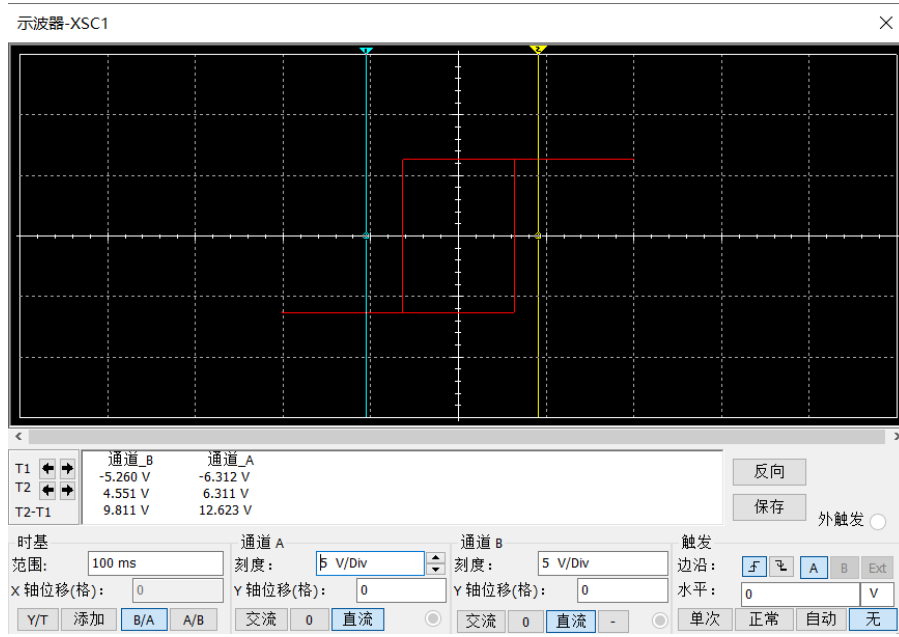 示波器-XSC1
1 2
通道_B 通道_A
T1 -5.260 V -6.312 V
T2 4.551 V 6.311 V
T2-T1 9.811 V 12.623 V
反向
保存
外触发
时基
范围: 100 ms
X 轴位移(格): 0
Y/T 添加 B/A A/B
通道 A
刻度: 5 V/Div
Y 轴位移(格): 0
交流 0 直流
通道 B
刻度: 5 V/Div
Y 轴位移(格): 0
交流 0 直流 -
触发
边沿: A B Ext
水平: 0 V
单次 正常 自动 无